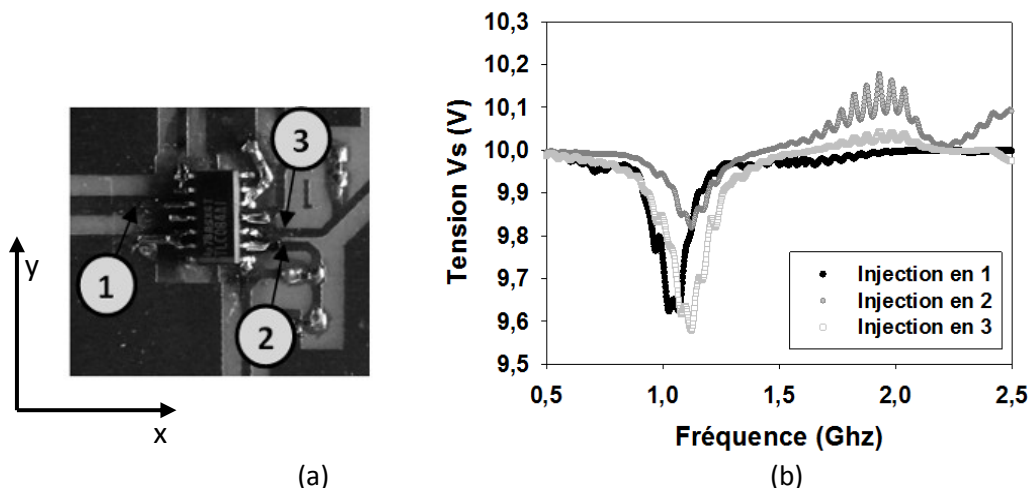 3
1
2
y
x
(a)
10,3
10,2
10,1
10,0
9,9
9,8
9,7
9,6
9,5
Tension Vs (V)
Injection en 1
Injection en 2
Injection en 3
0,5
1,0
1,5
2,0
2,5
Fréquence (Ghz)
(b)